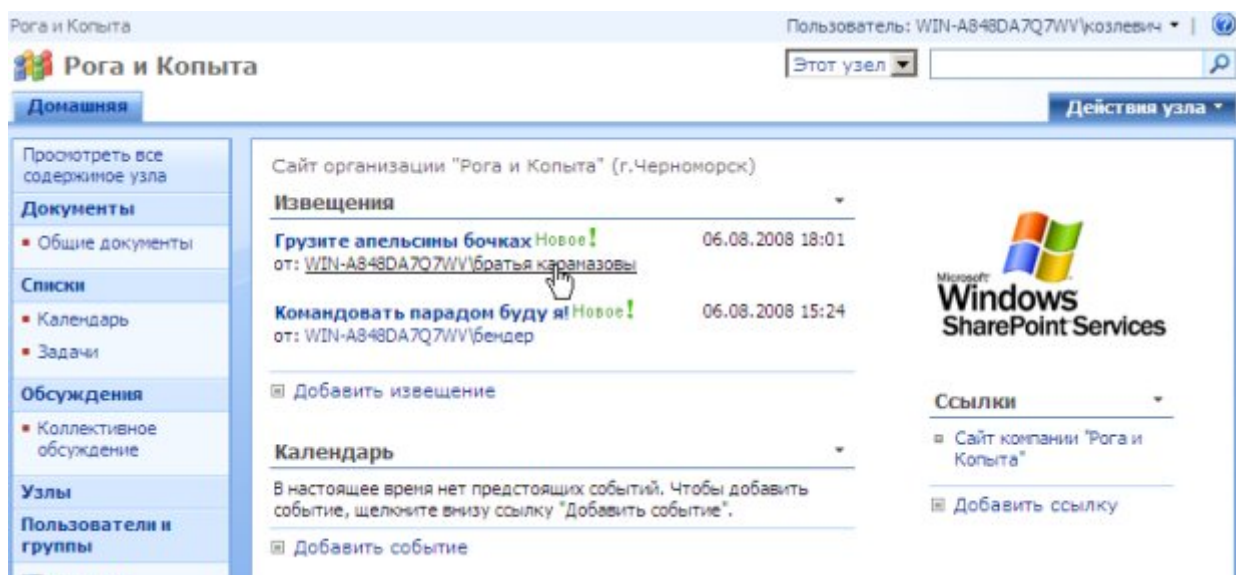 Рога и Копыта
Пользователь: WIN-A848DA7Q7WV\козлевич
Рога и Копыта
Этот узел
Домашняя
Действия узла
Просмотреть все
содержимое узла
Документы
Общие документы
Списки
Календарь
Задачи
Обсуждения
Коллективное
обсуждение
Узлы
Пользователи и
группы
Сайт организации "Рога и Копыта" (г.Черноморск)
Извещения
Грузите апельсины бочках Новое! 06.08.2008 18:01
от: WIN-A848DA7Q7WV\братья карамазовы
Командовать парадом буду я! Новое! 06.08.2008 15:24
от: WIN-A848DA7Q7WV\бендер
Добавить извещение
Календарь
В настоящее время нет предстоящих событий. Чтобы добавить
событие, щелкните внизу ссылку "Добавить событие".
Добавить событие
Microsoft
Windows
SharePoint Services
Ссылки
Сайт компании "Рога и
Копыта"
Добавить ссылку